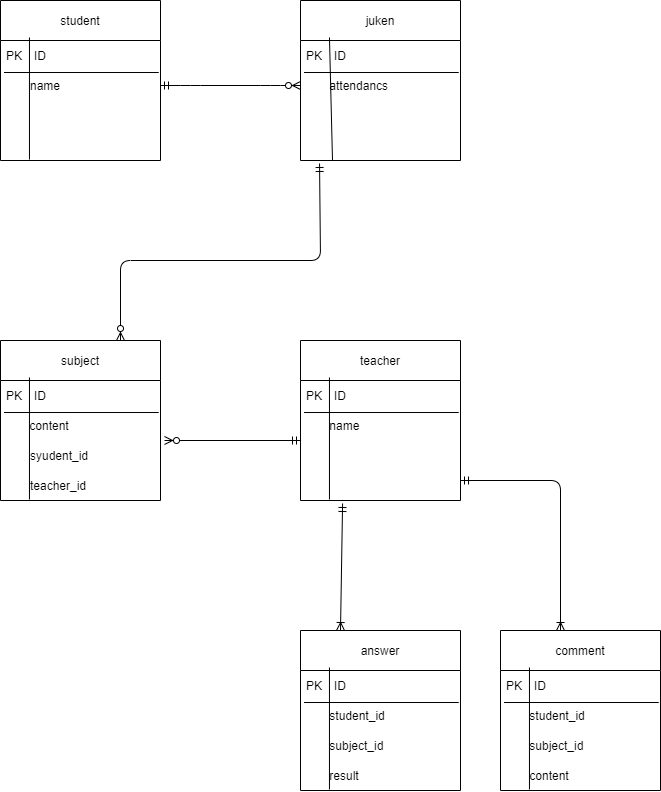 student
PK ID
name
juken
PK ID
attendancs
subject
PK ID
content
syudent_id
teacher_id
teacher
PK ID
name
answer
PK ID
student_id
subject_id
result
comment
PK ID
student_id
subject_id
content